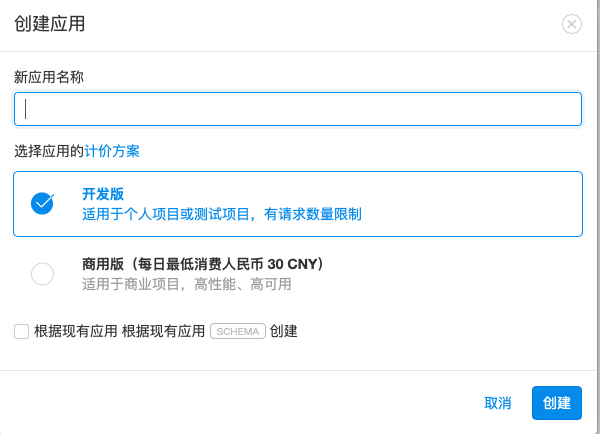 创建应用
新应用名称
选择应用的计价方案
开发版
适用于个人项目或测试项目，有请求数量限制
商用版（每日最低消费人民币 30 CNY）
适用于商业项目，高性能、高可用
根据现有应用 根据现有应用 SCHEMA 创建
取消 创建